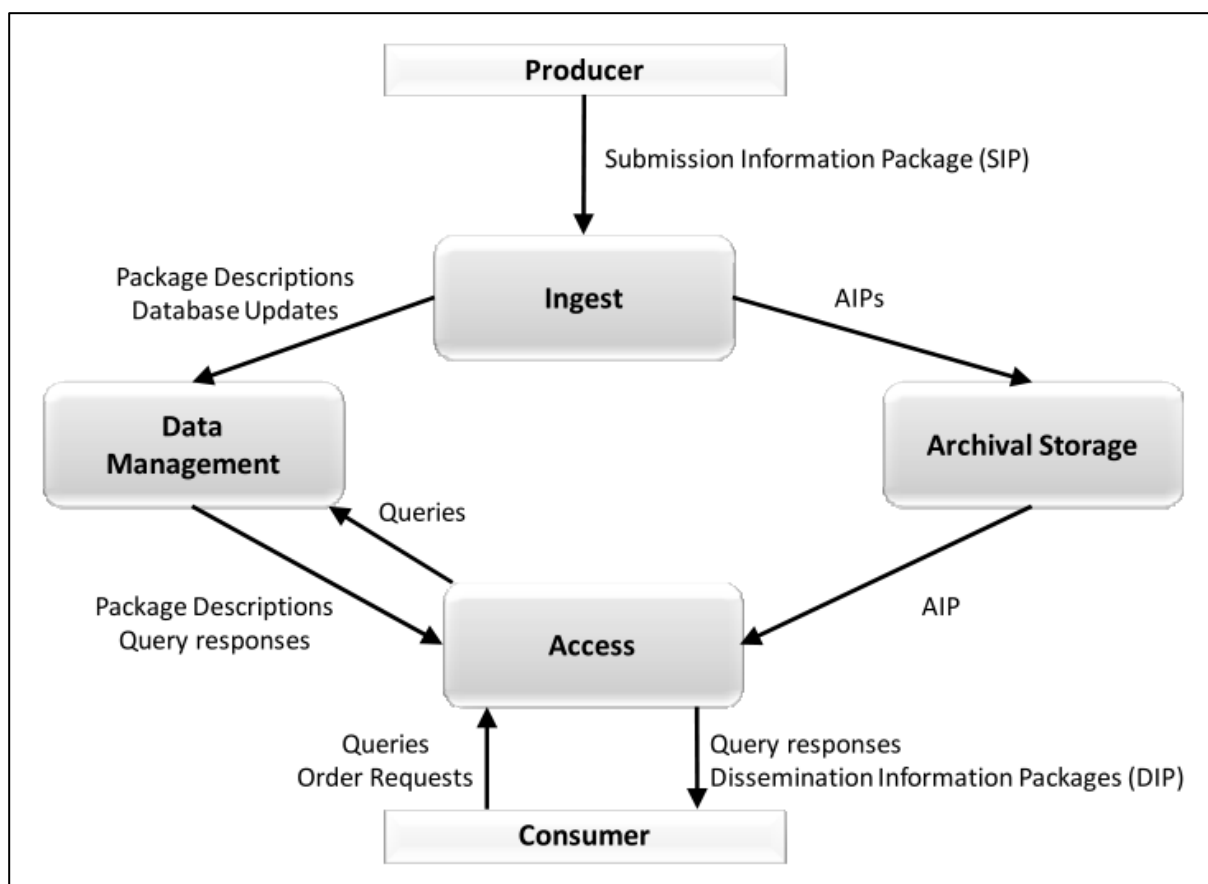 Producer
Submission Information Package (SIP)
Package Descriptions
Database Updates
Ingest
AIPs
Data
Management
Archival Storage
Queries
Package Descriptions
Query responses
Access
AIP
Queries
Order Requests
Query responses
Dissemination Information Packages (DIP)
Consumer